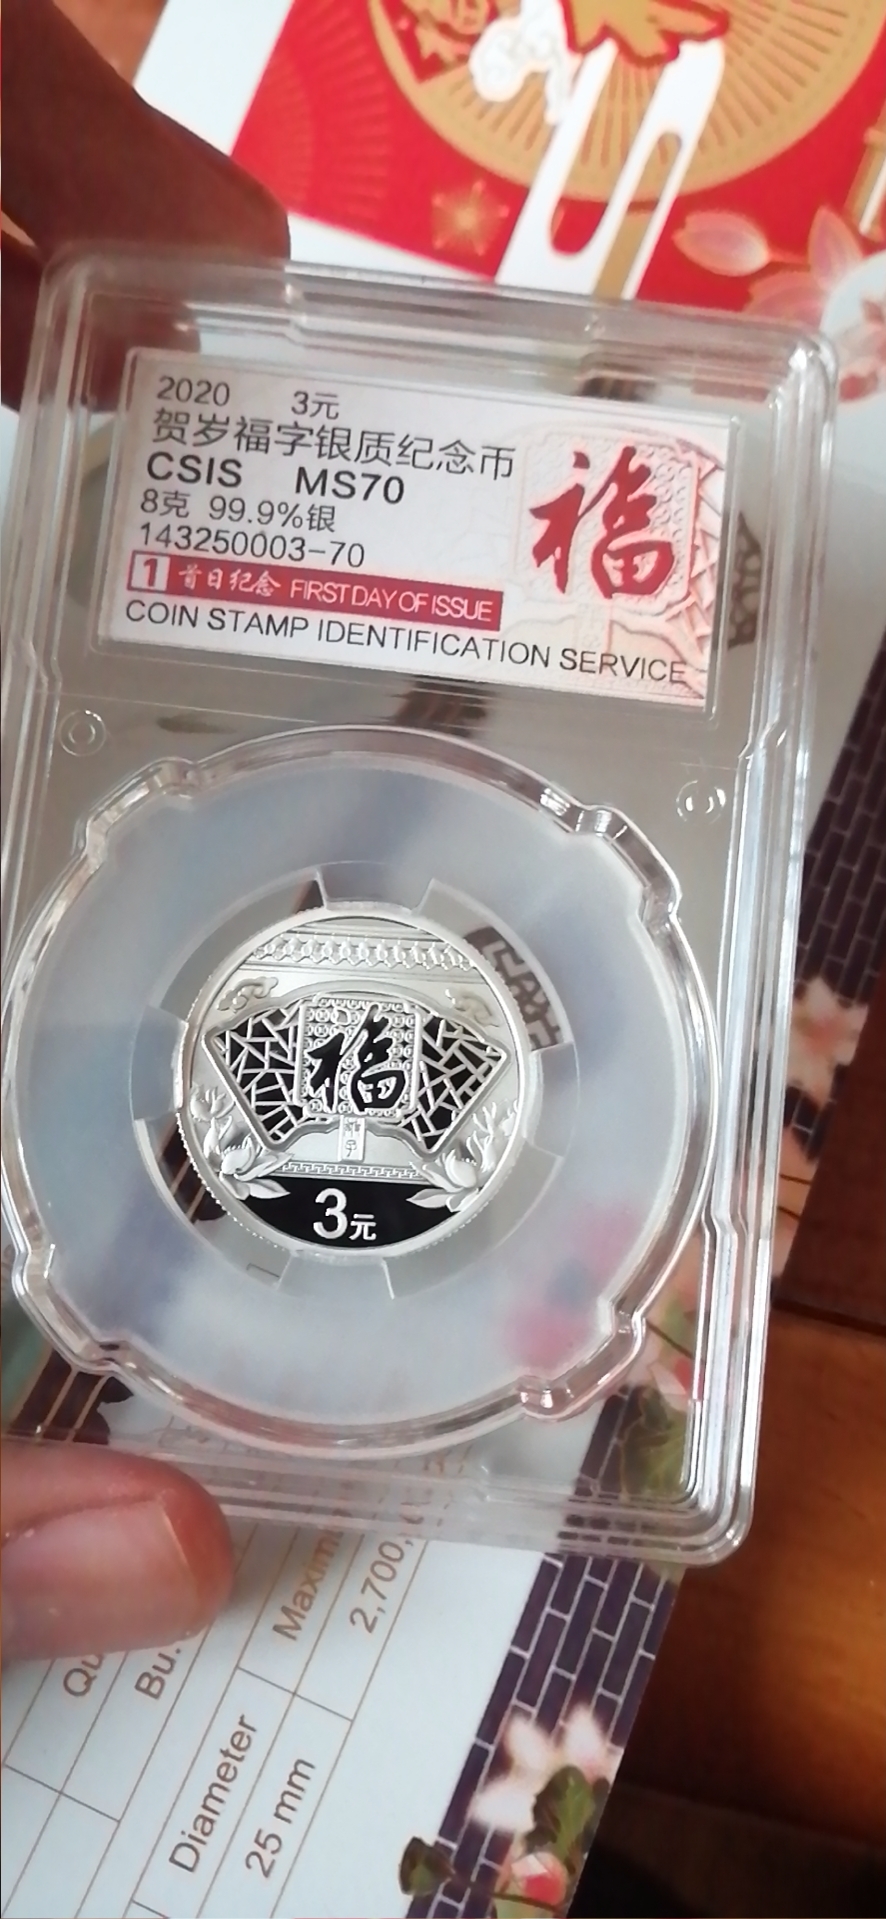 2020 3元
贺岁福字银质纪念币
CSIS MS70
8克 99.9%银
143250003-70
1 首日纪念 FIRST DAY OF ISSUE
COIN STAMP IDENTIFICATION SERVICE
福
福
3元
Diameter
25 mm